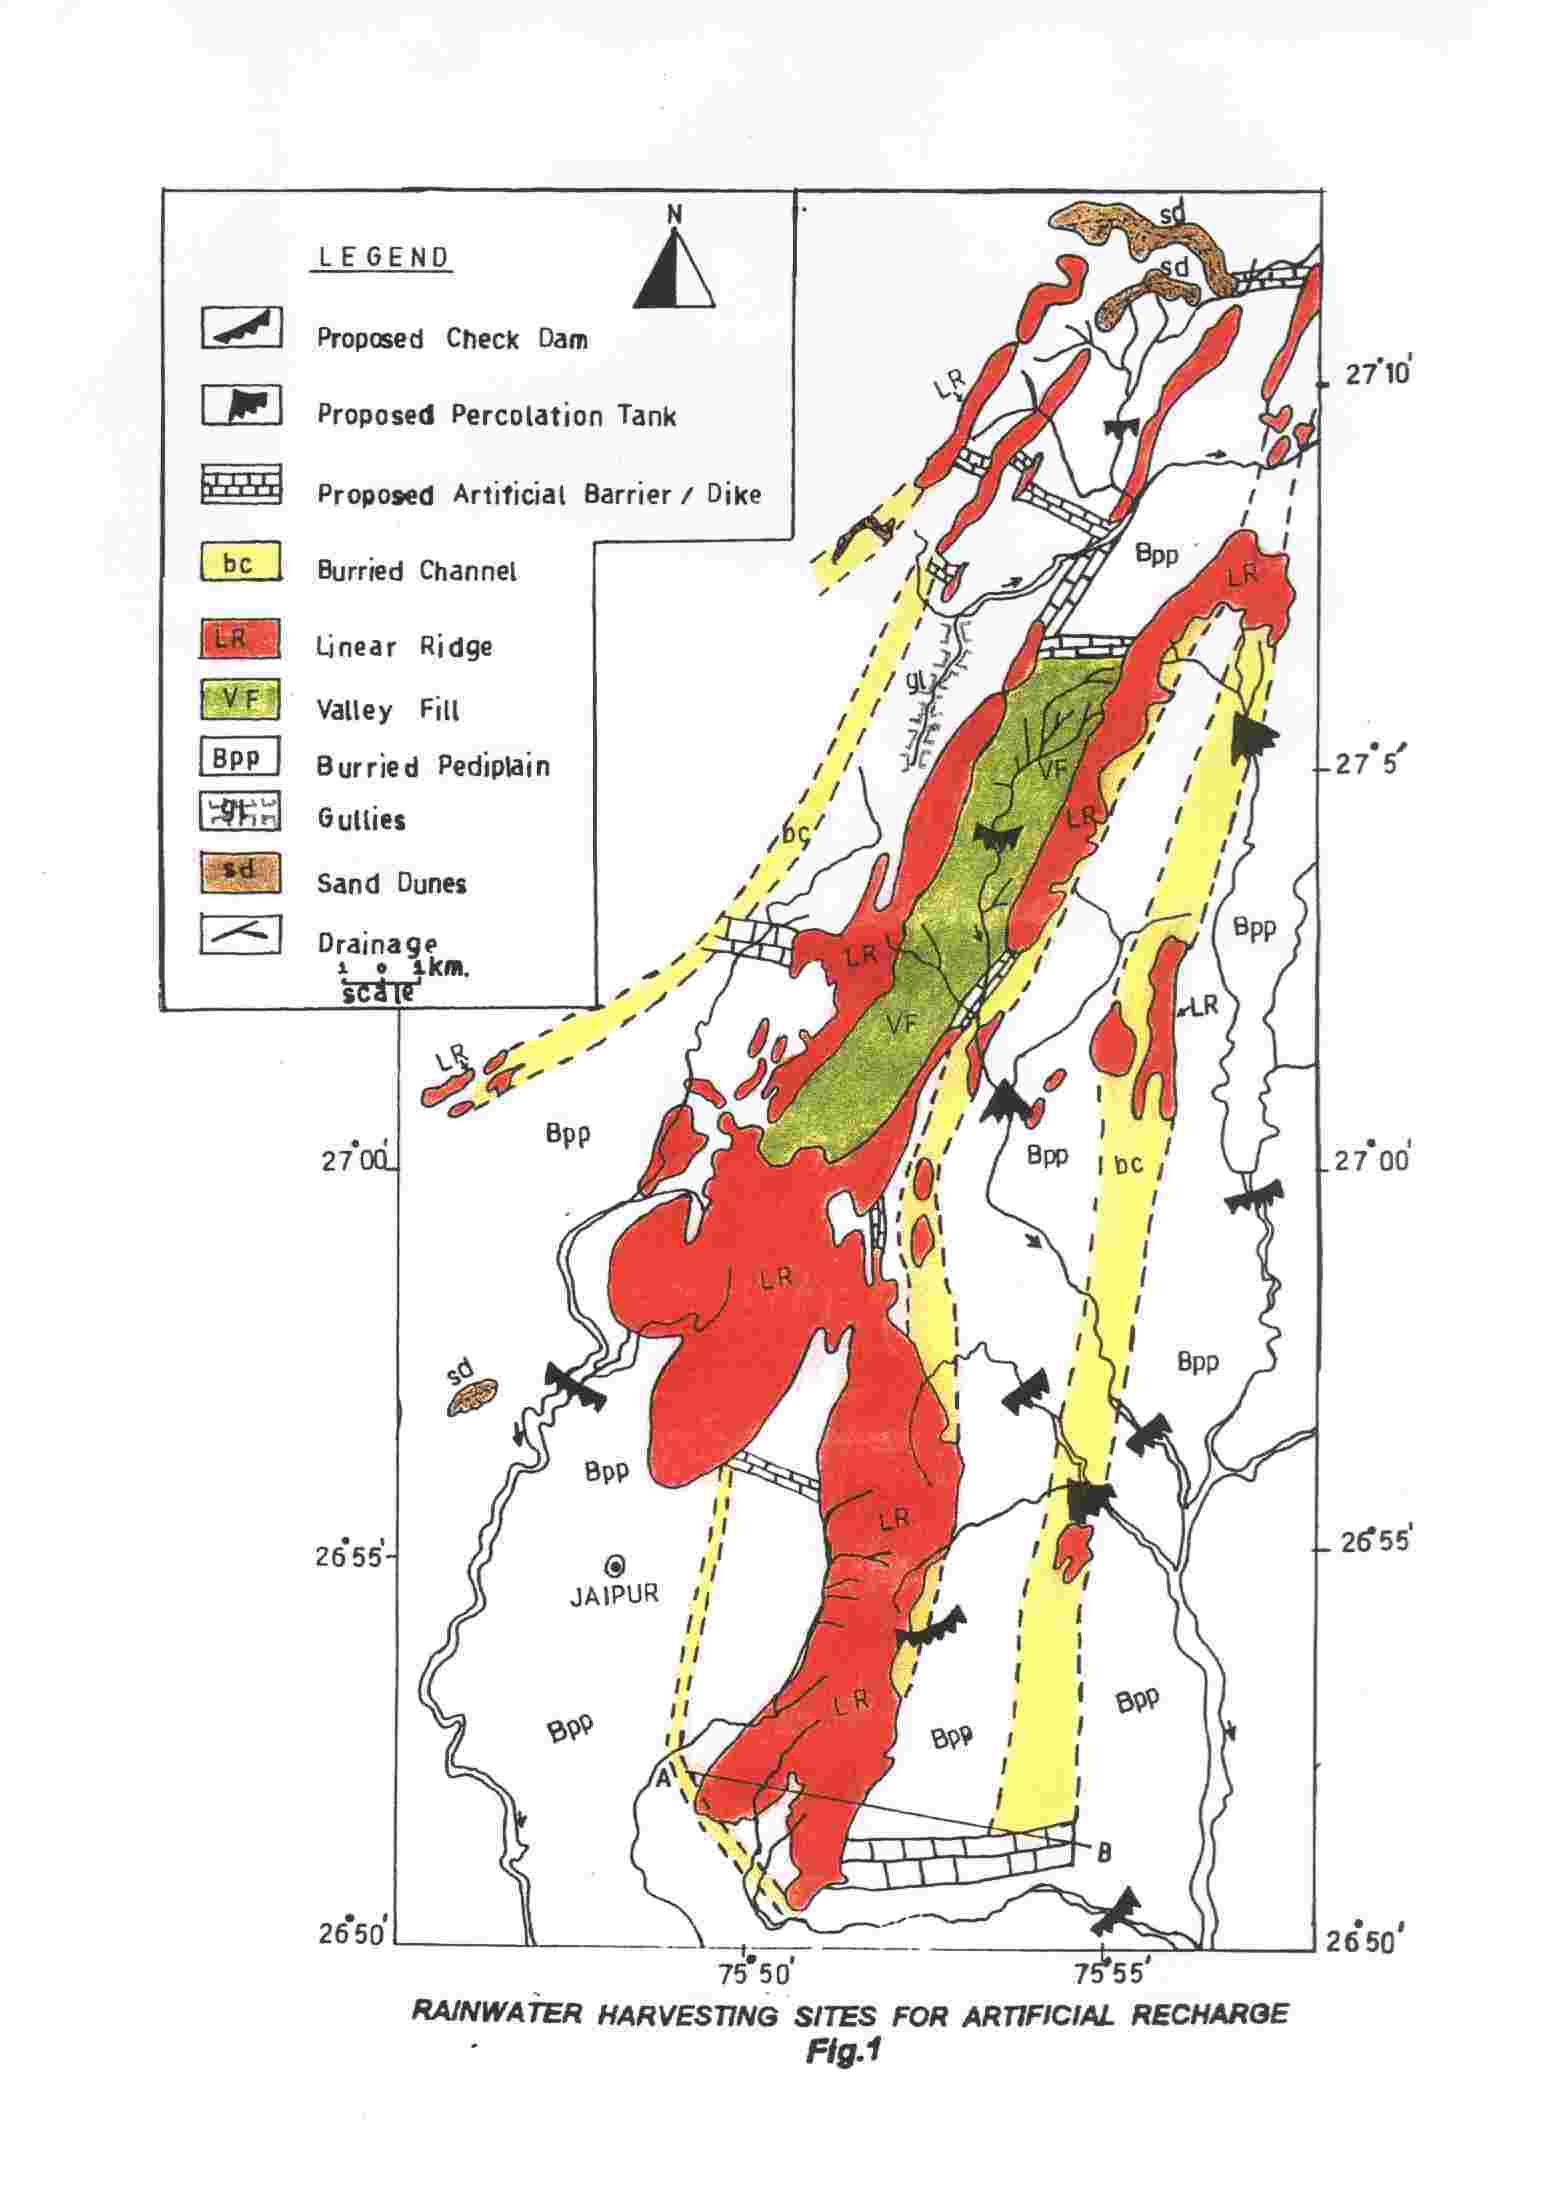 N
LEGEND
Proposed Check Dam
Proposed Percolation Tank
Proposed Artificial Barrier / Dike
bc Burried Channel
LR Linear Ridge
VF Valley Fill
Bpp Burried Pediplain
gl Gullies
sd Sand Dunes
Drainage
1 0 1km.
scale
sd
sd
27°10'
LR
Bpp
LR
gl
27°5'
VF
LR
bc
Bpp
LR
LR
VF
LR
Bpp
27°00'
Bpp
bc
27°00'
LR
sd
Bpp
Bpp
LR
26°55'
26°55'
JAIPUR
LR
Bpp
Bpp
Bpp
A
B
26°50'
26°50'
75°50'
75°55'
RAINWATER HARVESTING SITES FOR ARTIFICIAL RECHARGE
Fig.1